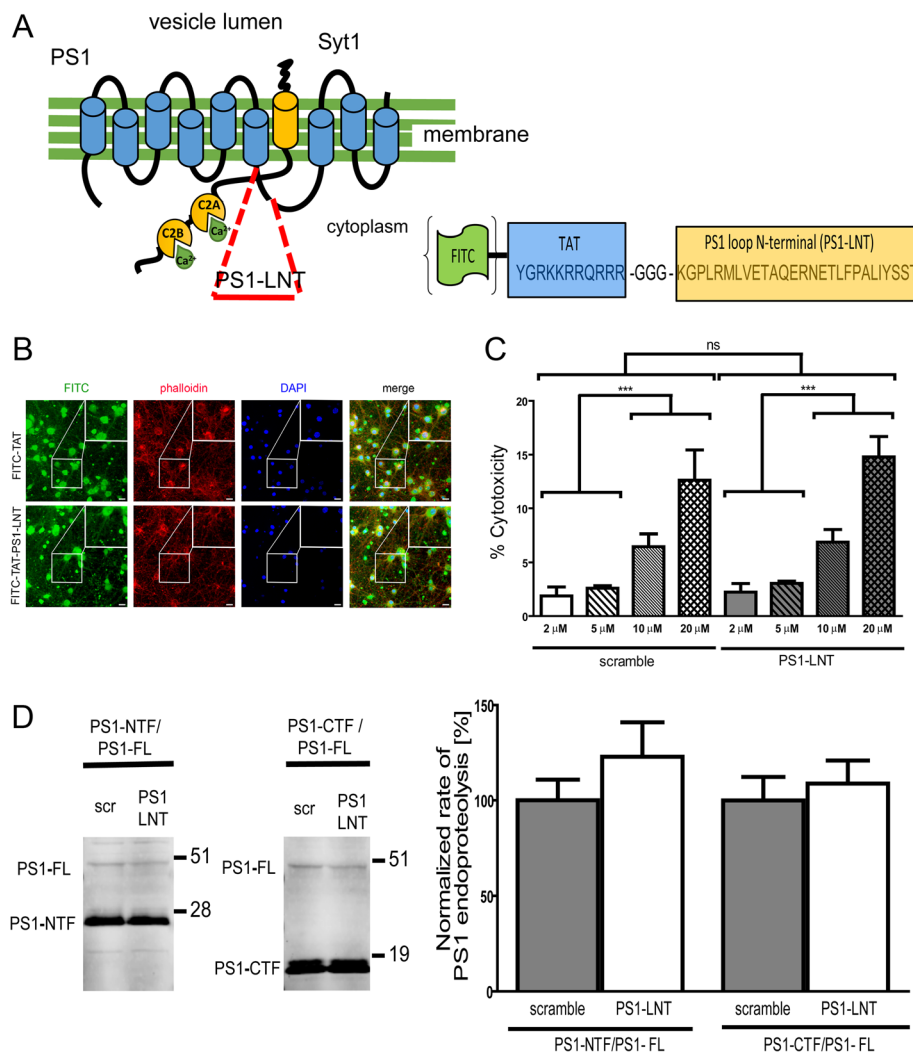 A
vesicle lumen
PS1
Syt1
membrane
C2A
C2B
Ca2+
Ca2+
cytoplasm
PS1-LNT
FITC
TAT
YGRKKRRQRRR
-GGG-
PS1 loop N-terminal (PS1-LNT)
KGPLRMLVETAQERNETLFPALIYSST
B
FITC
phalloidin
DAPI
merge
FITC-TAT
FITC-TAT-PS1-LNT
C
ns
***
***
% Cytotoxicity
20
15
10
5
0
2 µM
5 µM
10 µM
20 µM
2 µM
5 µM
10 µM
20 µM
scramble
PS1-LNT
D
PS1-NTF/
PS1-FL
scr
PS1
LNT
PS1-FL
51
28
PS1-NTF
PS1-CTF /
PS1-FL
scr
PS1
LNT
PS1-FL
51
19
PS1-CTF
Normalized rate of
PS1 endoproteolysis [%]
150
100
50
0
scramble
PS1-LNT
scramble
PS1-LNT
PS1-NTF/PS1- FL
PS1-CTF/PS1- FL